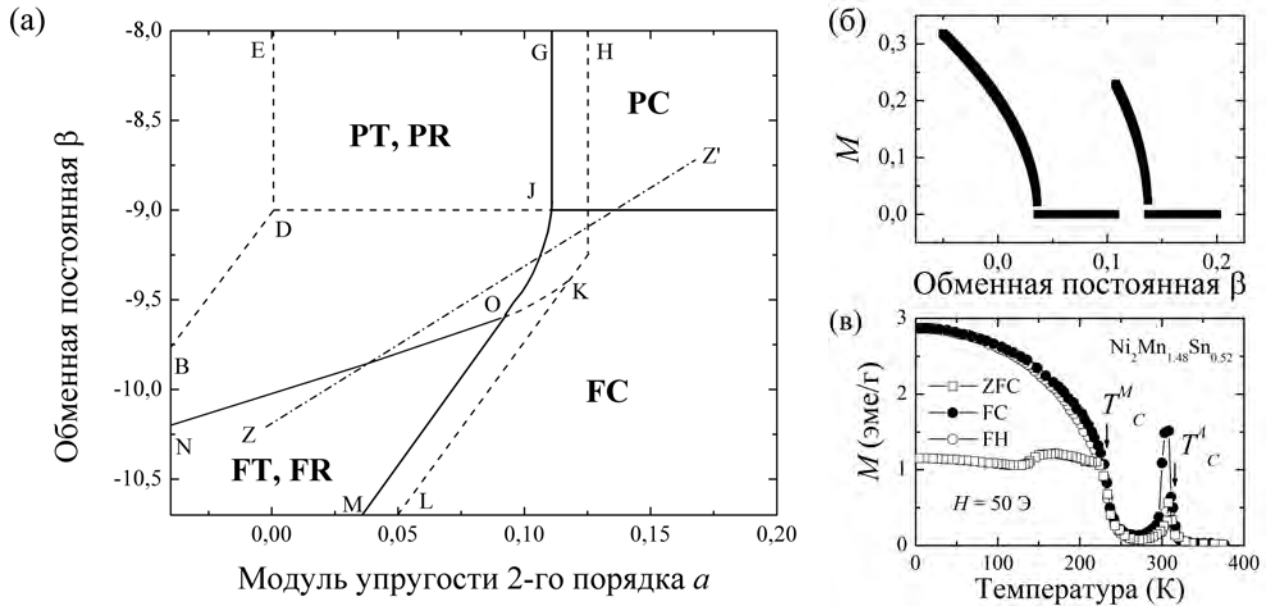 (а)
Обменная постоянная β
-8,0
-8,5
-9,0
-9,5
-10,0
-10,5
0,00
0,05
0,10
0,15
0,20
Модуль упругости 2-го порядка a
E
G
H
PC
PT, PR
Z'
J
D
K
O
B
FC
N
Z
FT, FR
M
L
(б)
M
0,3
0,2
0,1
0,0
0,0
0,1
0,2
Обменная постоянная β
(в)
M (эме/г)
3
2
1
0
Ni2Mn1.48Sn0.52
ZFC
FC
FH
T^M_C
T^A_C
H = 50 Э
0
100
200
300
400
Температура (К)